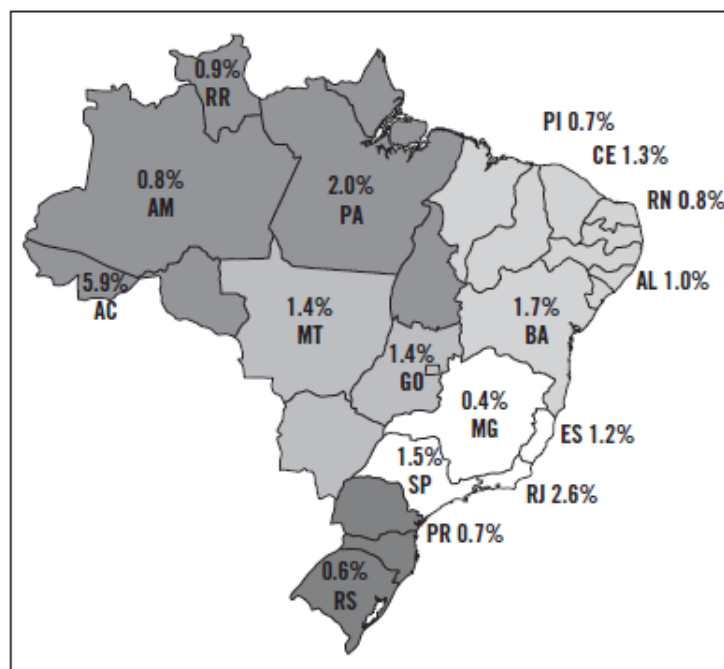 0.9%
RR
PI 0.7%
CE 1.3%
RN 0.8%
0.8%
AM
2.0%
PA
5.9%
AC
AL 1.0%
1.4%
MT
1.7%
BA
1.4%
GO
0.4%
MG
ES 1.2%
1.5%
SP
RJ 2.6%
PR 0.7%
0.6%
RS